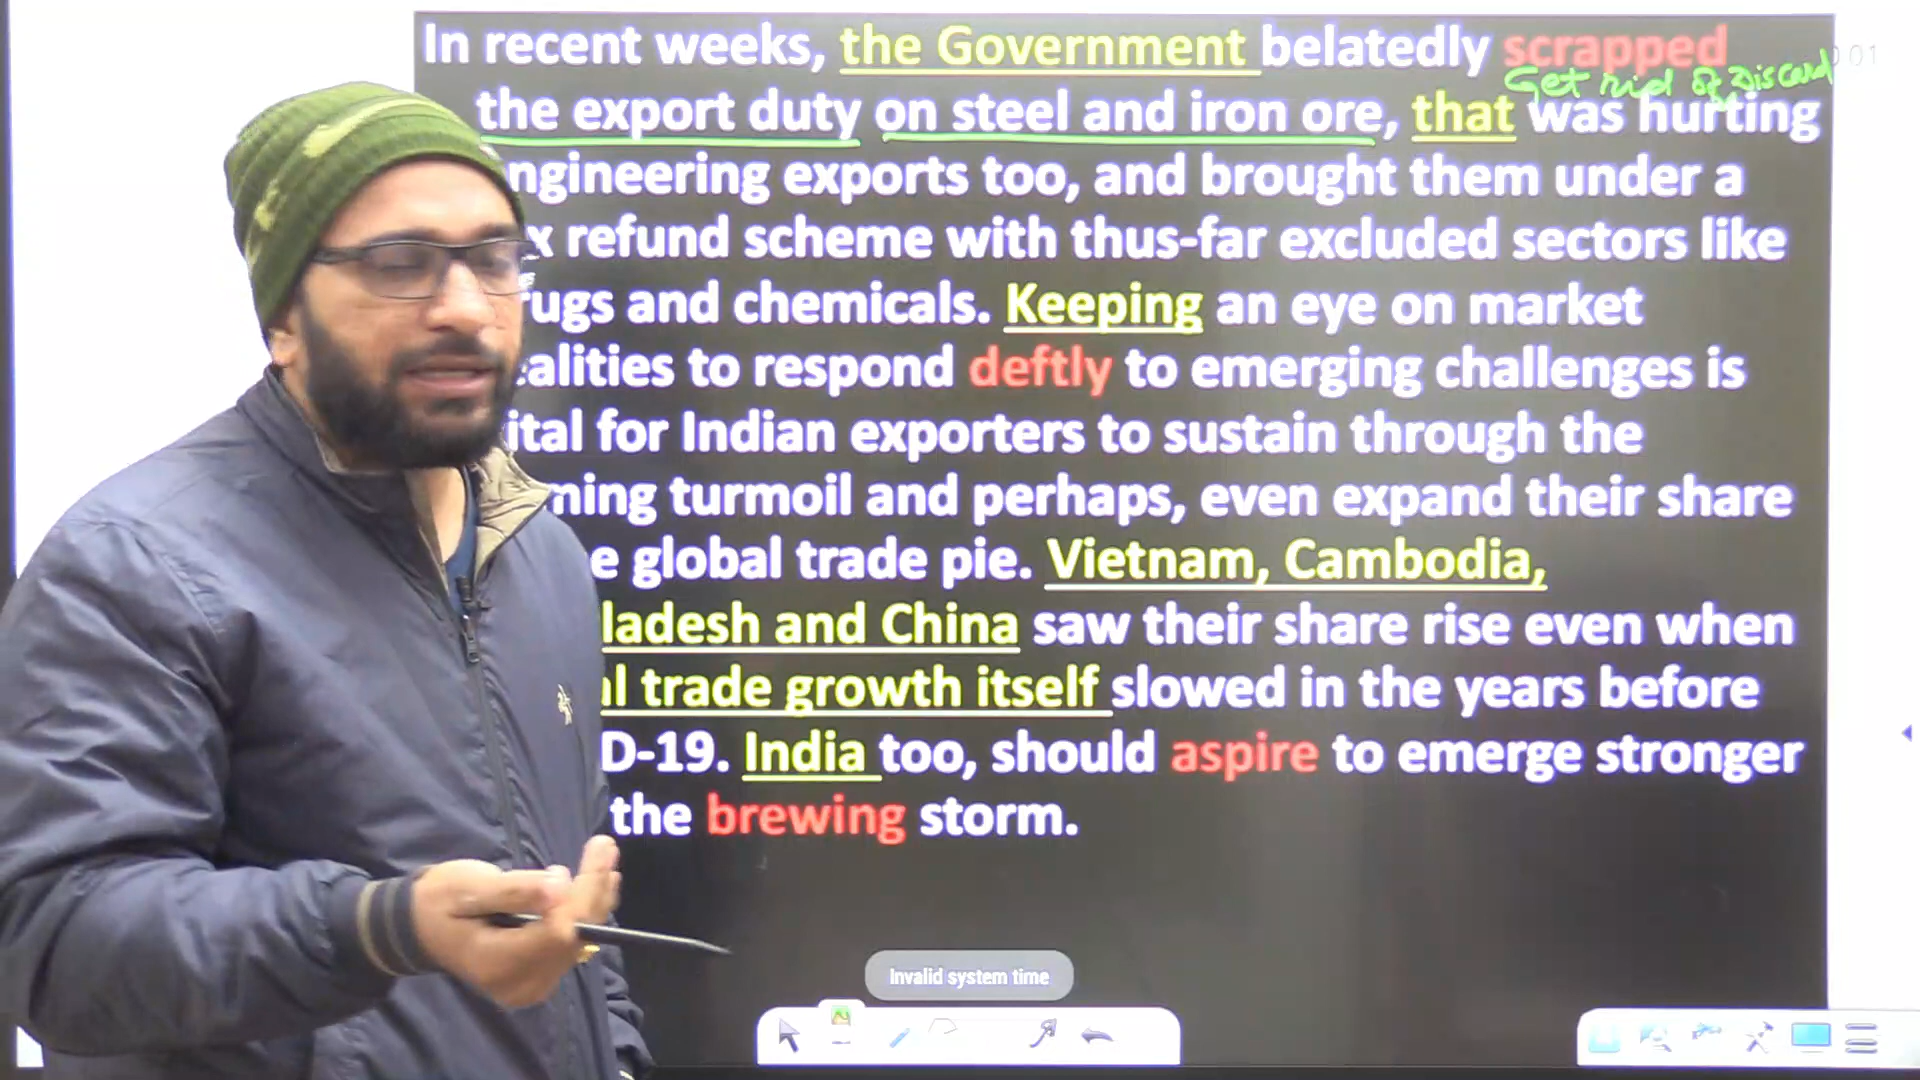 In recent weeks, the Government belatedly scrapped
001
Get rid of, Discard
the export duty on steel and iron ore, that was hurting
ngineering exports too, and brought them under a
x refund scheme with thus-far excluded sectors like
rugs and chemicals. Keeping an eye on market
ealities to respond deftly to emerging challenges is
ital for Indian exporters to sustain through the
ming turmoil and perhaps, even expand their share
e global trade pie. Vietnam, Cambodia,
ladesh and China saw their share rise even when
l trade growth itself slowed in the years before
D-19. India too, should aspire to emerge stronger
the brewing storm.
Invalid system time